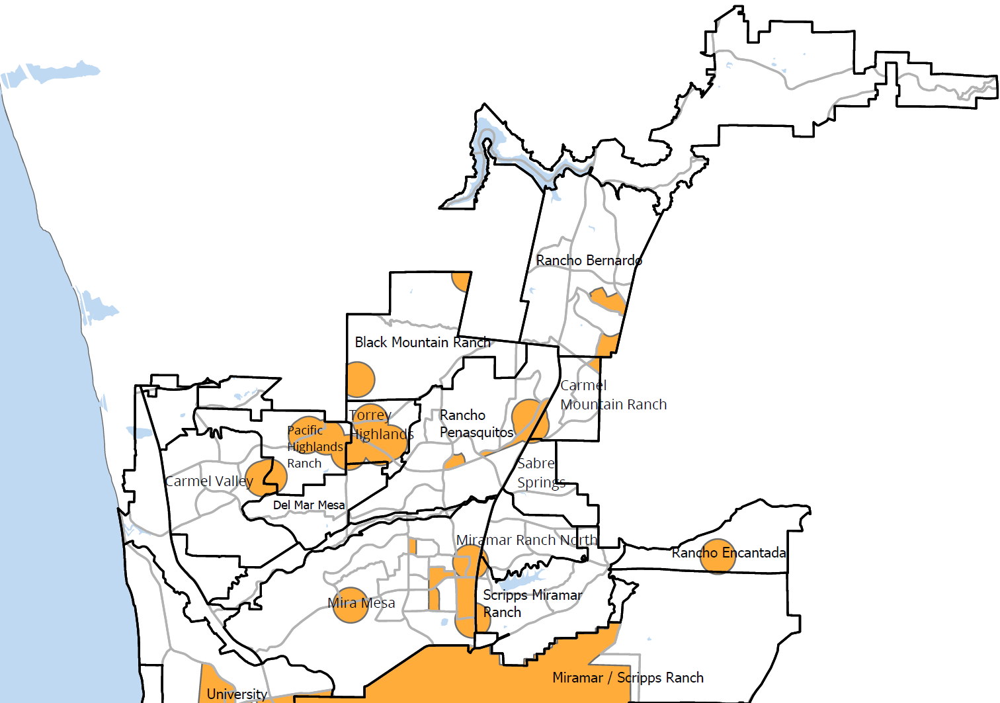 Rancho Bernardo
Black Mountain Ranch
Carmel
Mountain Ranch
Torrey
Highlands
Rancho
Penasquitos
Pacific
Highlands
Ranch
Sabre
Springs
Carmel Valley
Del Mar Mesa
Miramar Ranch North
Rancho Encantada
Mira Mesa
Scripps Miramar
Ranch
Miramar / Scripps Ranch
University